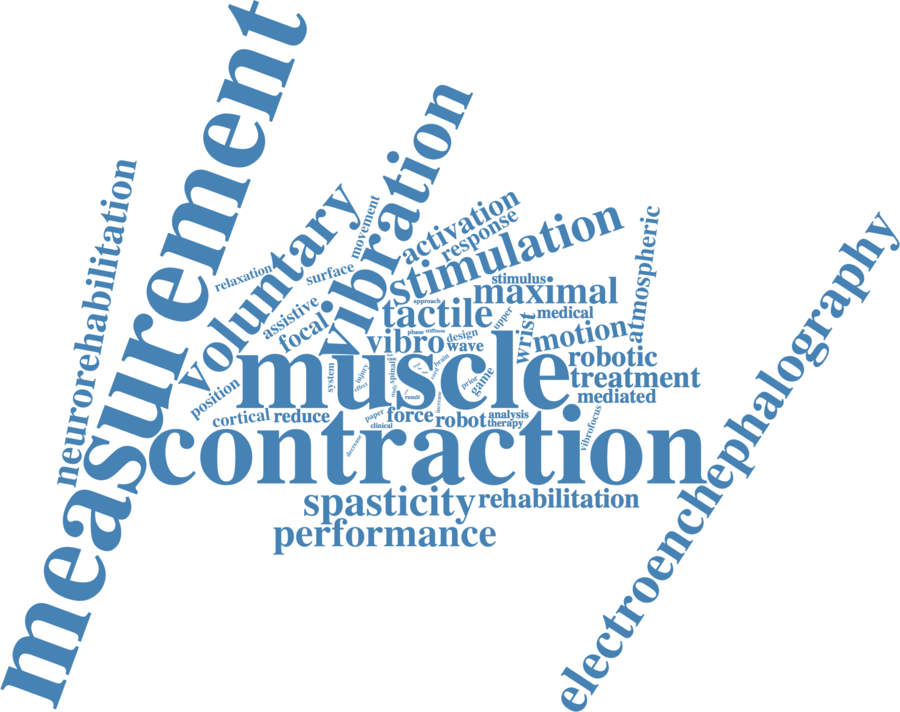 measurement
neurorehabilitation
vibration
voluntary
movement
activation
response
stimulation
relaxation
surface
atmospheric
electroenchephalography
assistive
focal
approach
stimulus
maximal
tactile
upper
medical
wrist
motion
vibro
phase
stiffness
design
wave
robotic
muscle
system
injury
effect
spinal
brain
prior
game
treatment
position
mediated
result
increase
cortical
reduce
paper
clinical
force
robot
analysis
therapy
vibrofocus
decrease
contraction
spasticity
rehabilitation
performance